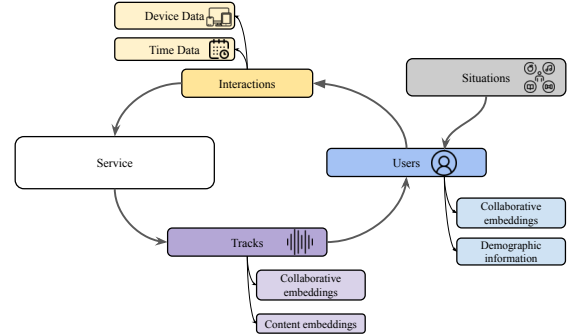 Device Data
Time Data
Interactions
Situations
Service
Users
Collaborative
embeddings
Demographic
information
Tracks
Collaborative
embeddings
Content embeddings